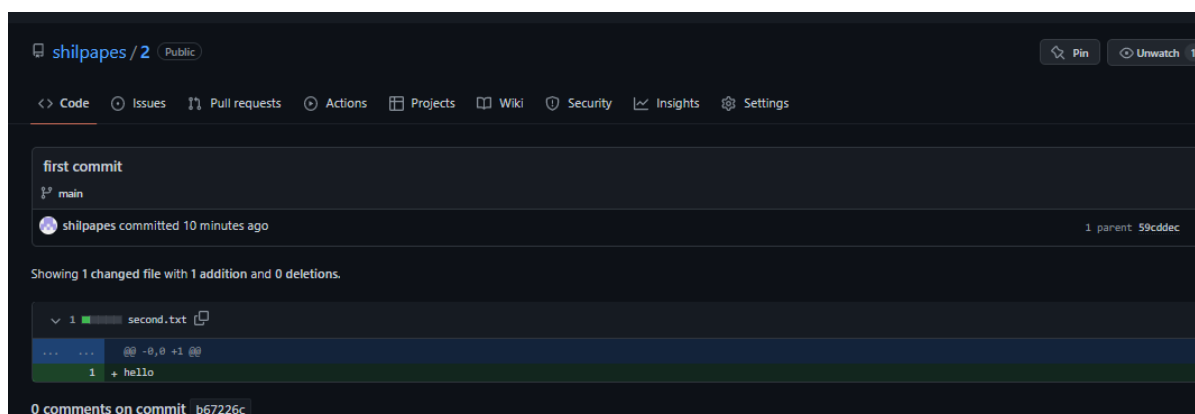 shilpapes / 2 Public
Pin Unwatch 1
<> Code Issues Pull requests Actions Projects Wiki Security Insights Settings
first commit
main
shilpapes committed 10 minutes ago 1 parent 59cddec
Showing 1 changed file with 1 addition and 0 deletions.
1 second.txt
... ... @@ -0,0 +1 @@
1 + hello
0 comments on commit b67226c